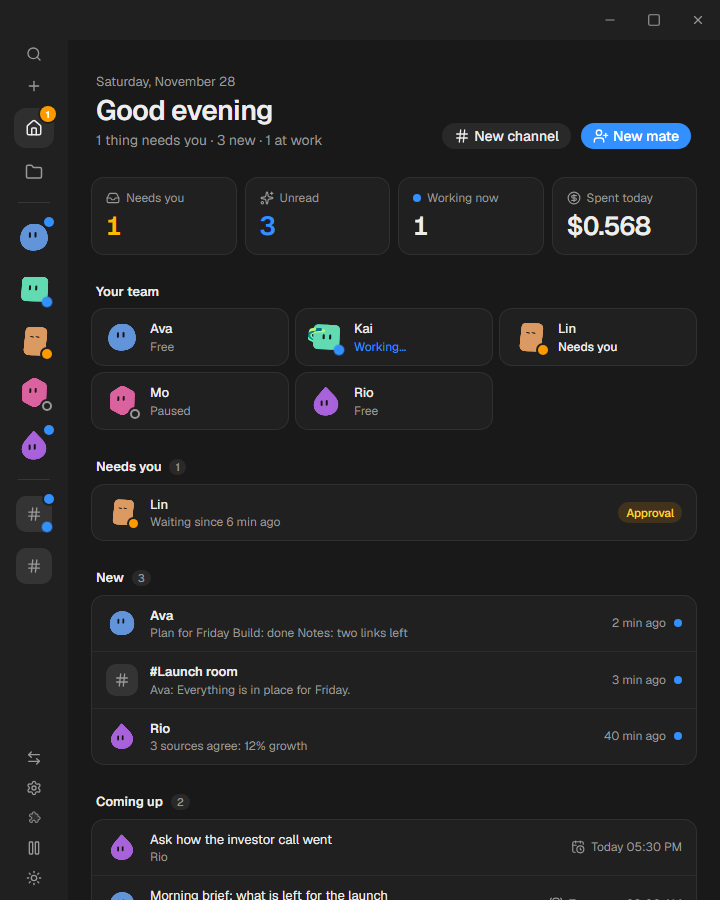 1
Saturday, November 28
Good evening
1 thing needs you · 3 new · 1 at work
# New channel
New mate
Needs you
1
Unread
3
Working now
1
Spent today
$0.568
Your team
Ava
Free
Kai
Working...
Lin
Needs you
Mo
Paused
Rio
Free
Needs you 1
Lin
Waiting since 6 min ago
Approval
New 3
Ava
Plan for Friday Build: done Notes: two links left
2 min ago
#
#Launch room
Ava: Everything is in place for Friday.
3 min ago
#
Rio
3 sources agree: 12% growth
40 min ago
Coming up 2
Ask how the investor call went
Rio
Today 05:30 PM
Morning brief: what is left for the launch